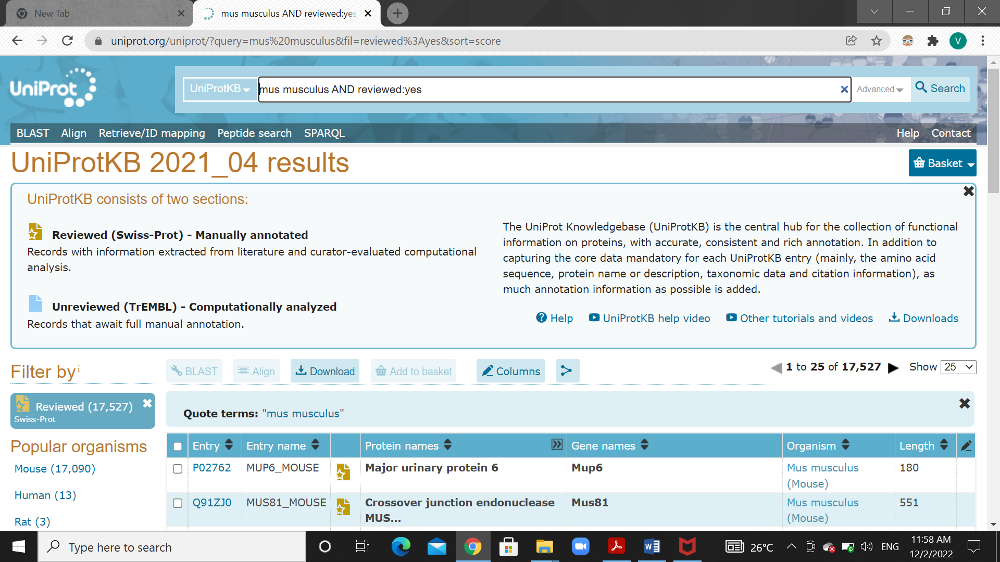 New Tab
mus musculus AND reviewed:yes
uniprot.org/uniprot/?query=mus%20musculus&fil=reviewed%3Ayes&sort=score
V
UniProt
UniProtKB
mus musculus AND reviewed:yes
Advanced
Search
BLAST Align Retrieve/ID mapping Peptide search SPARQL Help Contact
UniProtKB 2021_04 results
Basket
UniProtKB consists of two sections:
Reviewed (Swiss-Prot) - Manually annotated
Records with information extracted from literature and curator-evaluated computational
analysis.
Unreviewed (TrEMBL) - Computationally analyzed
Records that await full manual annotation.
The UniProt Knowledgebase (UniProtKB) is the central hub for the collection of functional
information on proteins, with accurate, consistent and rich annotation. In addition to
capturing the core data mandatory for each UniProtKB entry (mainly, the amino acid
sequence, protein name or description, taxonomic data and citation information), as
much annotation information as possible is added.
Help UniProtKB help video Other tutorials and videos Downloads
Filter by i
BLAST Align Download Add to basket Columns
1 to 25 of 17,527 Show 25
Reviewed (17,527)
Swiss-Prot
Quote terms: "mus musculus"
Popular organisms
Mouse (17,090)
Human (13)
Rat (3)
Entry Entry name Protein names Gene names Organism Length
P02762 MUP6_MOUSE Major urinary protein 6 Mup6 Mus musculus 180
(Mouse)
Q91ZJ0 MUS81_MOUSE Crossover junction endonuclease Mus81 Mus musculus 551
MUS... (Mouse)
Type here to search
26°C
ENG
11:58 AM
12/2/2022